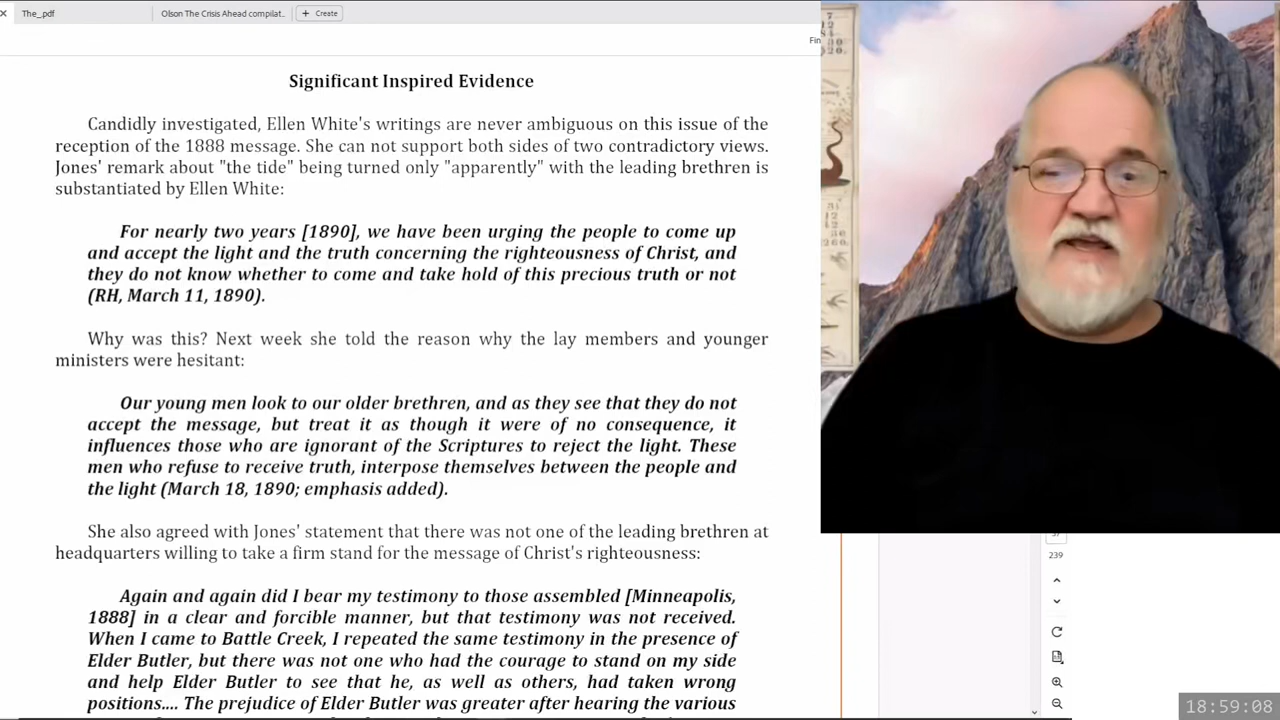 The_.pdf
Olson The Crisis Ahead compilat..
Create
Fin
Significant Inspired Evidence
Candidly investigated, Ellen White's writings are never ambiguous on this issue of the
reception of the 1888 message. She can not support both sides of two contradictory views.
Jones' remark about "the tide" being turned only "apparently" with the leading brethren is
substantiated by Ellen White:
For nearly two years [1890], we have been urging the people to come up
and accept the light and the truth concerning the righteousness of Christ, and
they do not know whether to come and take hold of this precious truth or not
(RH, March 11, 1890).
Why was this? Next week she told the reason why the lay members and younger
ministers were hesitant:
Our young men look to our older brethren, and as they see that they do not
accept the message, but treat it as though it were of no consequence, it
influences those who are ignorant of the Scriptures to reject the light. These
men who refuse to receive truth, interpose themselves between the people and
the light (March 18, 1890; emphasis added).
She also agreed with Jones' statement that there was not one of the leading brethren at
headquarters willing to take a firm stand for the message of Christ's righteousness:
Again and again did I bear my testimony to those assembled [Minneapolis,
1888] in a clear and forcible manner, but that testimony was not received.
When I came to Battle Creek, I repeated the same testimony in the presence of
Elder Butler, but there was not one who had the courage to stand on my side
and help Elder Butler to see that he, as well as others, had taken wrong
positions.... The prejudice of Elder Butler was greater after hearing the various
239
18:59:08